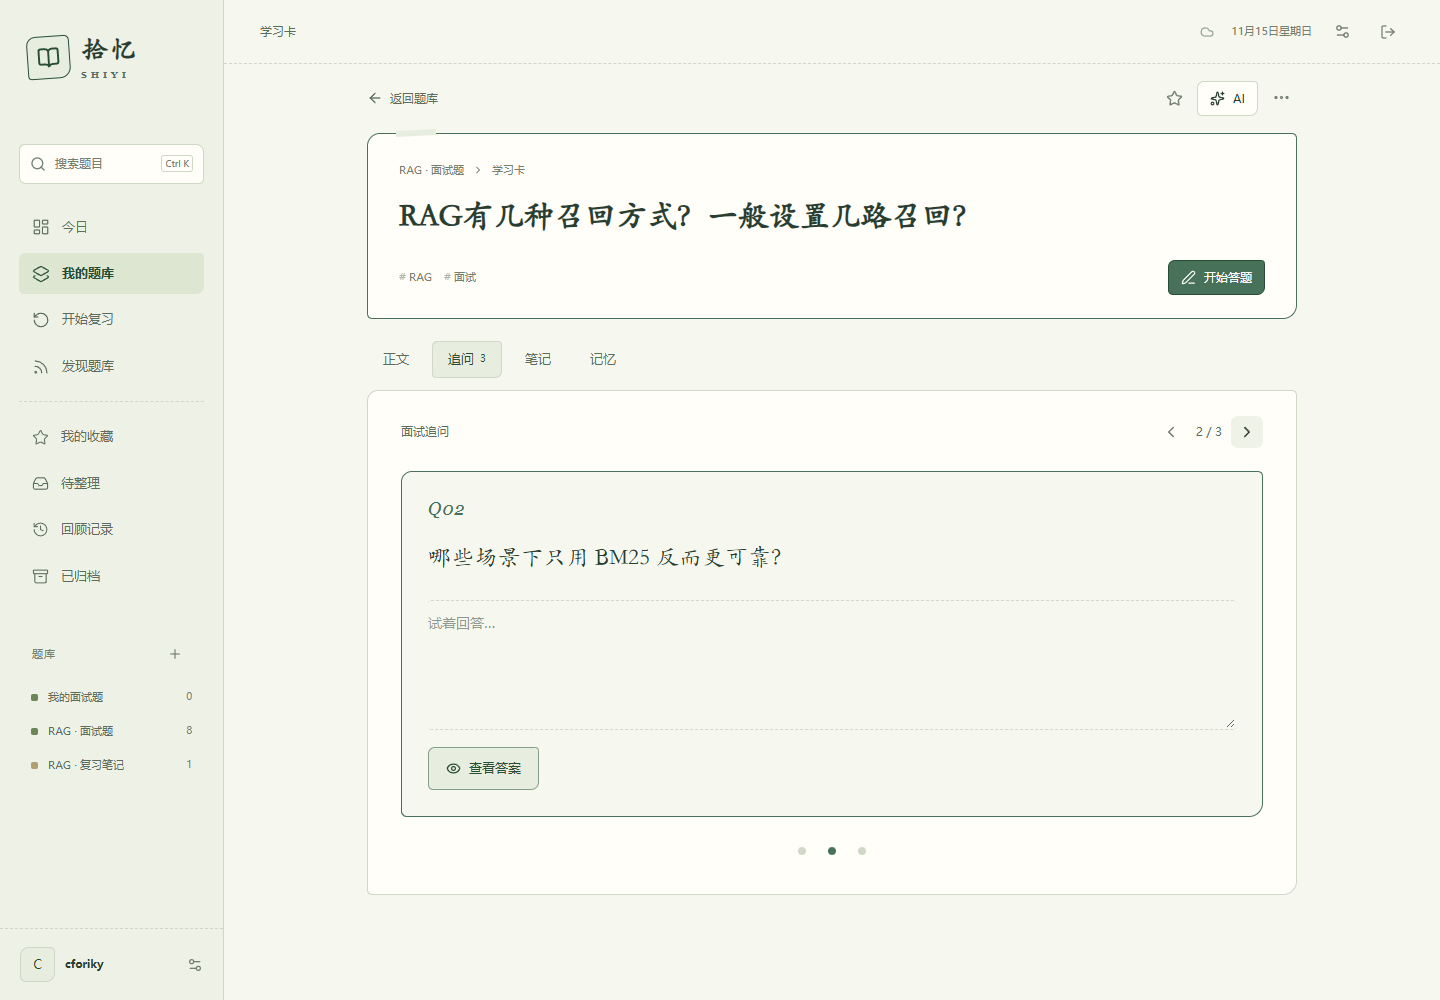 拾忆
SHIYI
搜索题目
Ctrl K
今日
我的题库
开始复习
发现题库
我的收藏
待整理
回顾记录
已归档
题库
我的面试题 0
RAG · 面试题 8
RAG · 复习笔记 1
C
cforiky
学习卡
11月15日星期日
返回题库
AI
RAG · 面试题 > 学习卡
RAG有几种召回方式？一般设置几路召回？
# RAG # 面试
开始答题
正文
追问 3
笔记
记忆
面试追问
2 / 3
Q02
哪些场景下只用 BM25 反而更可靠？
试着回答...
查看答案